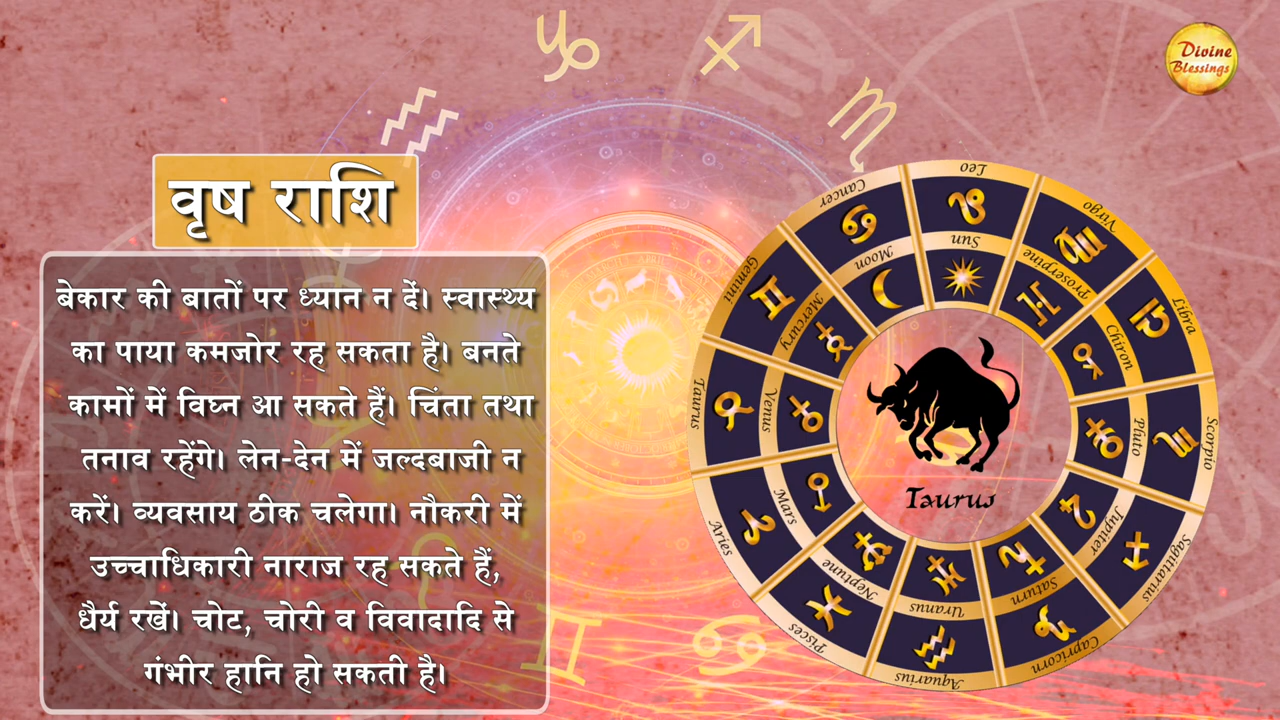 Divine
Blessings
वृष राशि
बेकार की बातों पर ध्यान न दें। स्वास्थ्य
का पाया कमजोर रह सकता है। बनते
कामों में विघ्न आ सकते हैं। चिंता तथा
तनाव रहेंगे। लेन-देन में जल्दबाजी न
करें। व्यवसाय ठीक चलेगा। नौकरी में
उच्चाधिकारी नाराज रह सकते हैं,
धैर्य रखें। चोट, चोरी व विवादादि से
गंभीर हानि हो सकती है।
Leo
Virgo
Libra
Scorpio
Sagittarius
Capricorn
Aquarius
Pisces
Aries
Taurus
Gemini
Cancer
Sun
Proserpine
Chiron
Pluto
Jupiter
Saturn
Uranus
Neptune
Mars
Venus
Mercury
Moon
Taurus